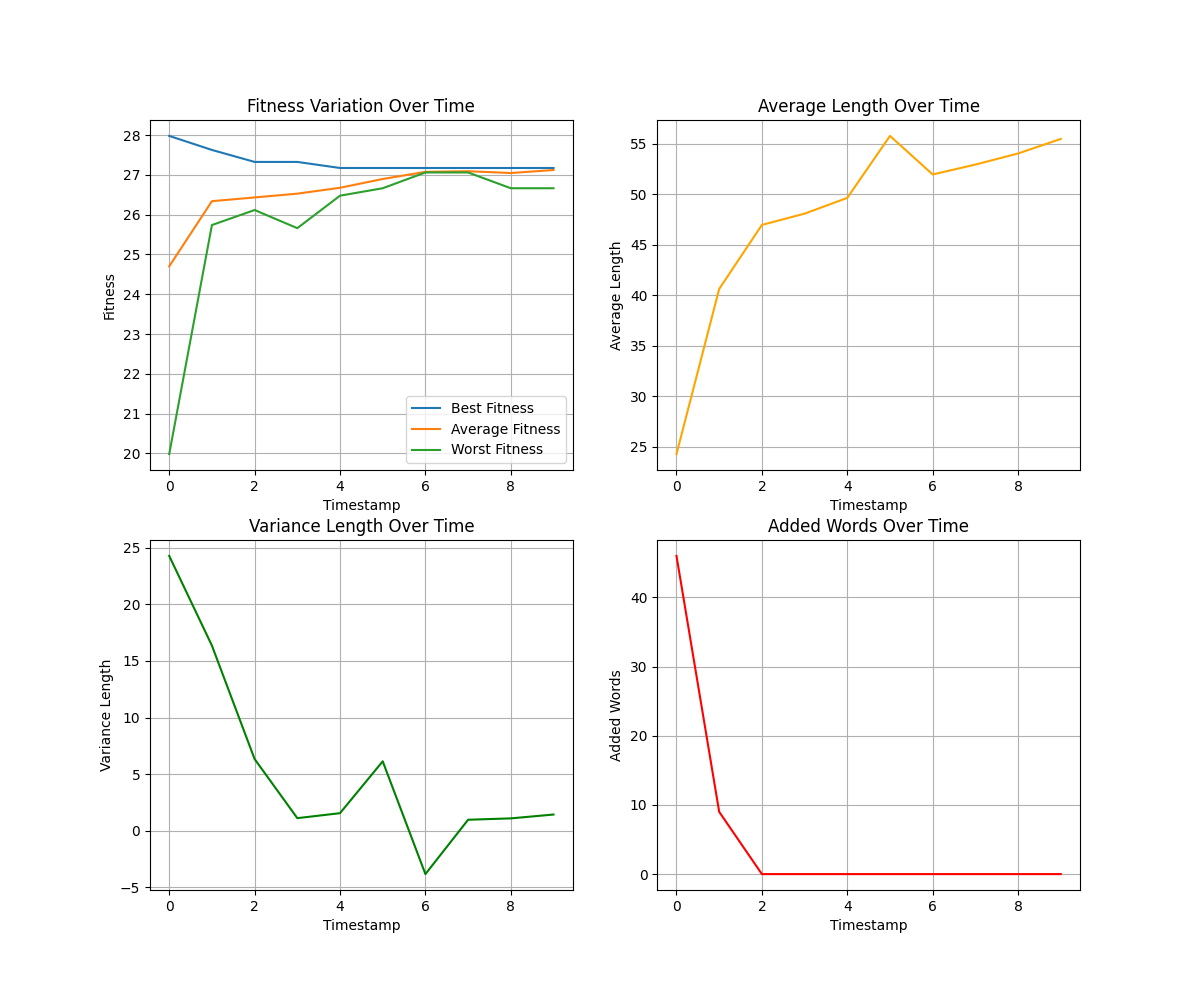 Fitness Variation Over Time
28
27
26
25
24
23
22
21
20
Fitness
Best Fitness
Average Fitness
Worst Fitness
0 2 4 6 8
Timestamp
Average Length Over Time
55
50
45
40
35
30
25
Average Length
0 2 4 6 8
Timestamp
Variance Length Over Time
25
20
15
10
5
0
−5
Variance Length
0 2 4 6 8
Timestamp
Added Words Over Time
40
30
20
10
0
Added Words
0 2 4 6 8
Timestamp